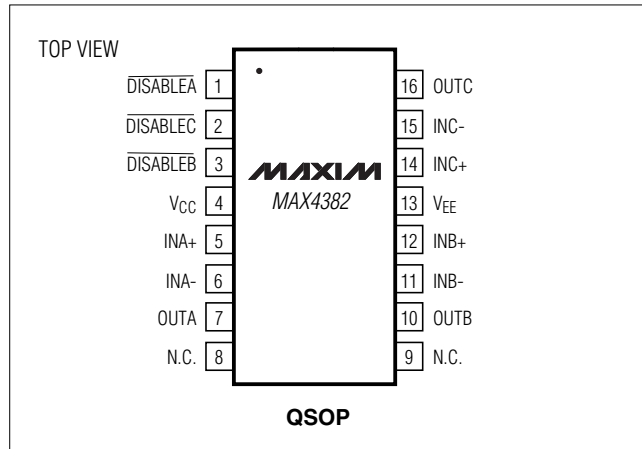 TOP VIEW
DISABLEA 1
DISABLEC 2
DISABLEB 3
VCC 4
INA+ 5
INA- 6
OUTA 7
N.C. 8
MAXIM
MAX4382
16 OUTC
15 INC-
14 INC+
13 VEE
12 INB+
11 INB-
10 OUTB
9 N.C.
QSOP